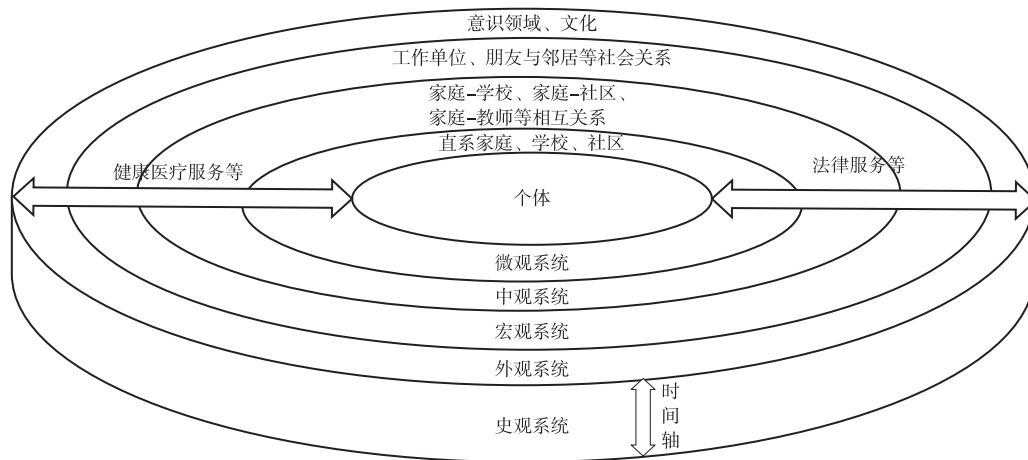 意识领域、文化
工作单位、朋友与邻居等社会关系
家庭–学校、家庭–社区、
家庭–教师等相互关系
直系家庭、学校、社区
健康医疗服务等
法律服务等
个体
微观系统
中观系统
宏观系统
外观系统
史观系统
时
间
轴